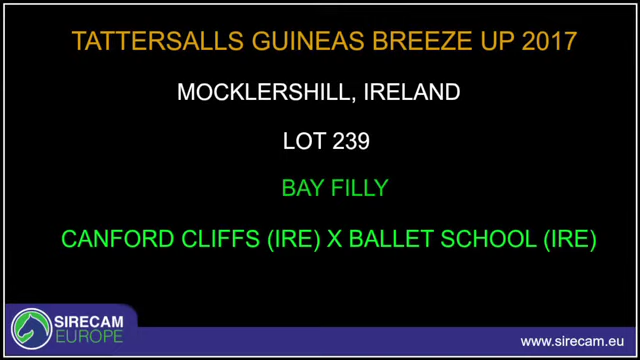 TATTERSALLS GUINEAS BREEZE UP 2017
MOCKLERSHILL, IRELAND
LOT 239
BAY FILLY
CANFORD CLIFFS (IRE) X BALLET SCHOOL (IRE)
SIRECAM
EUROPE
www.sirecam.eu